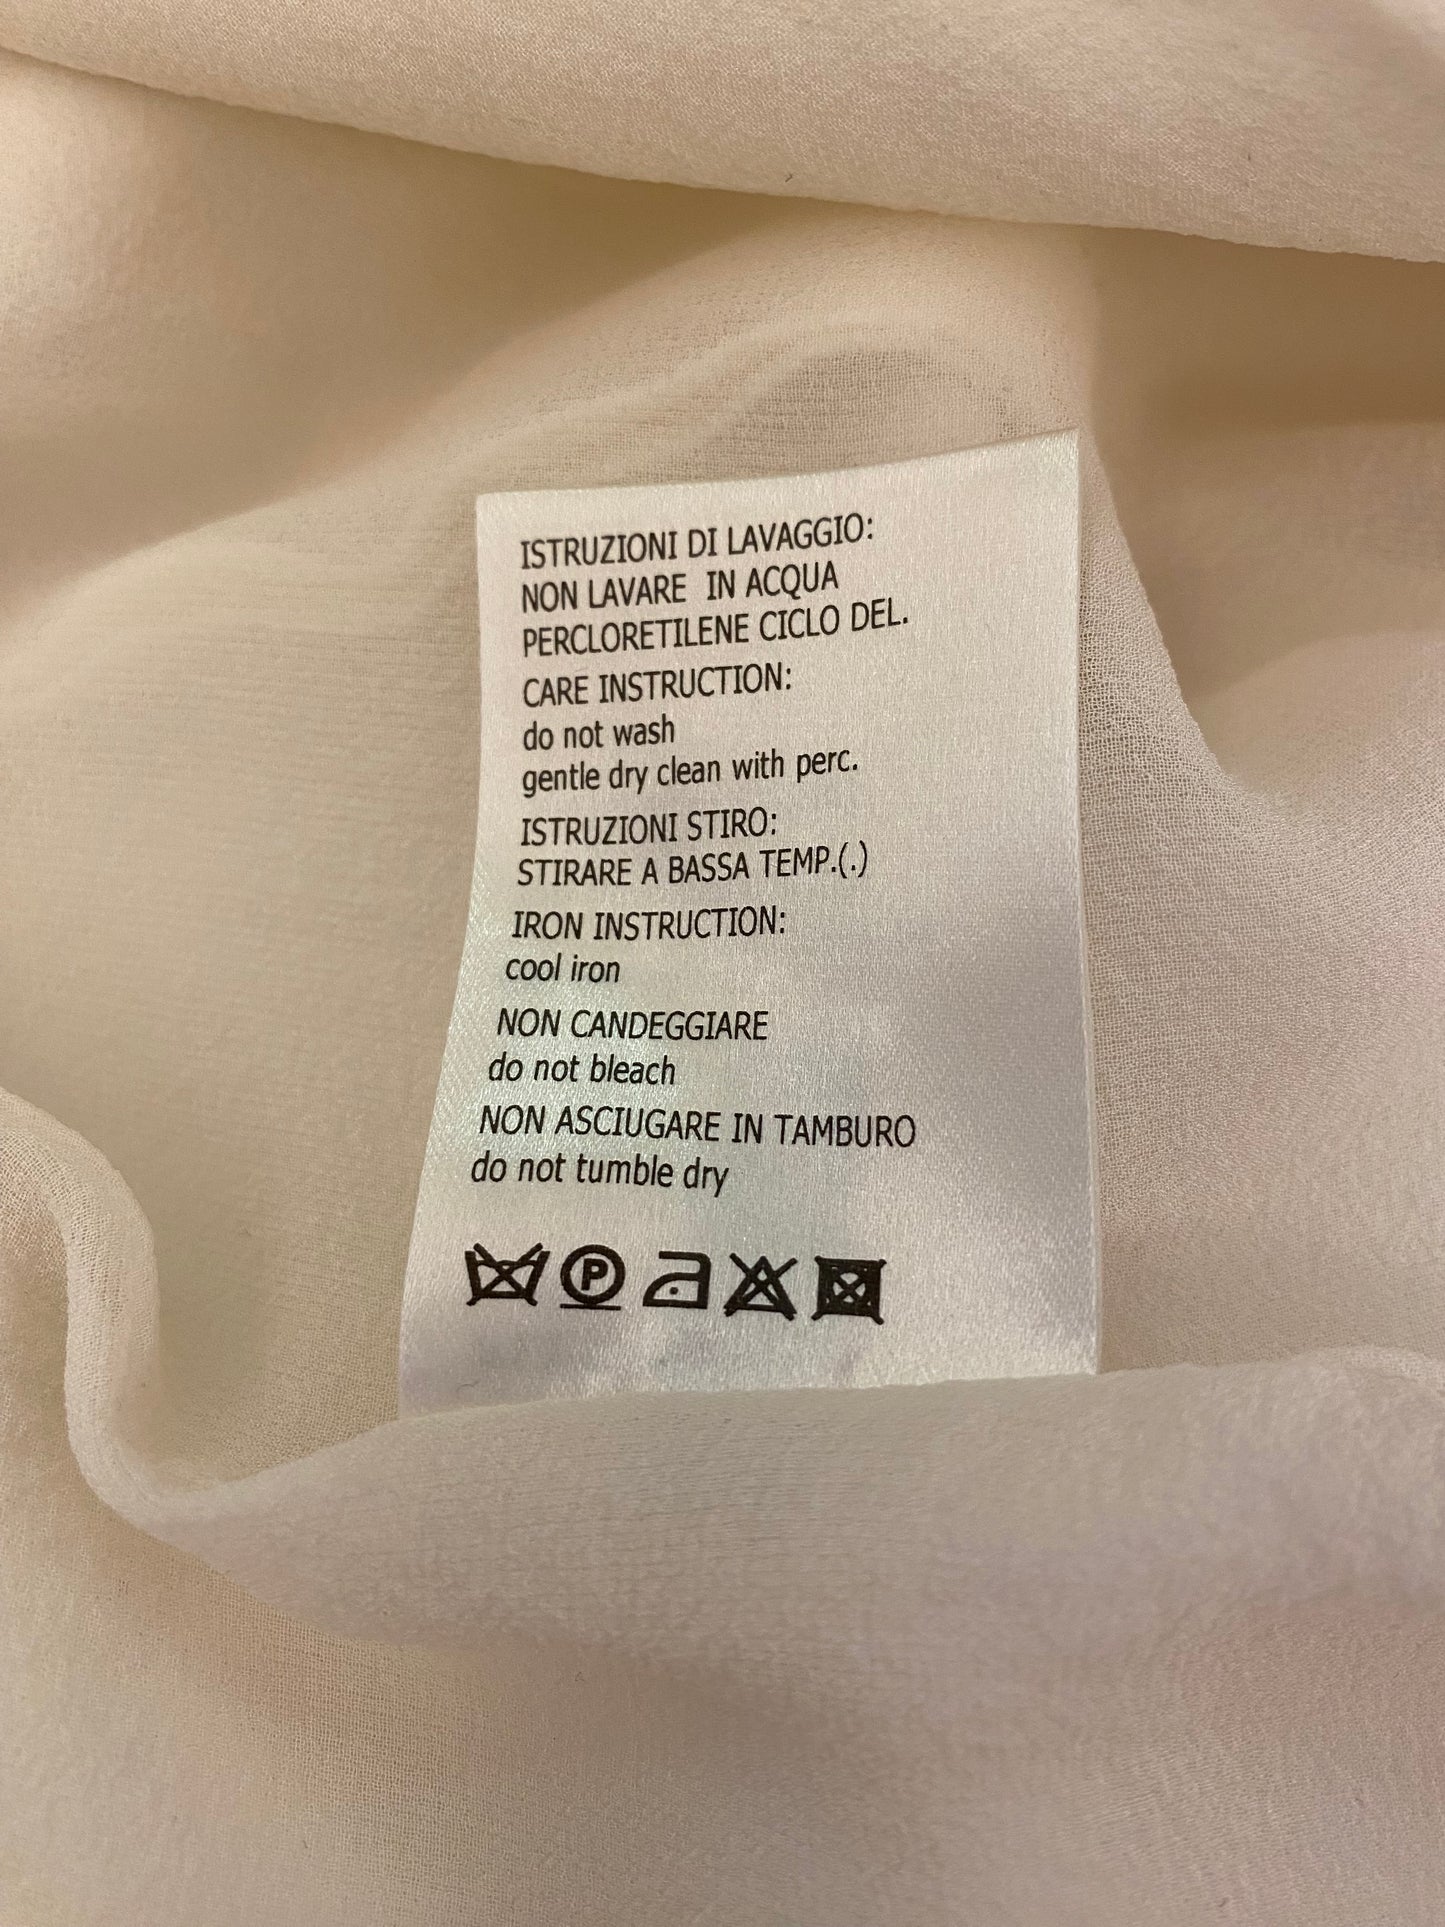 ISTRUZIONI DI LAVAGGIO:
NON LAVARE IN ACQUA
PERCLORETILENE CICLO DEL.
CARE INSTRUCTION:
do not wash
gentle dry clean with perc.
ISTRUZIONI STIRO:
STIRARE A BASSA TEMP.(.)
IRON INSTRUCTION:
cool iron
NON CANDEGGIARE
do not bleach
NON ASCIUGARE IN TAMBURO
do not tumble dry
P